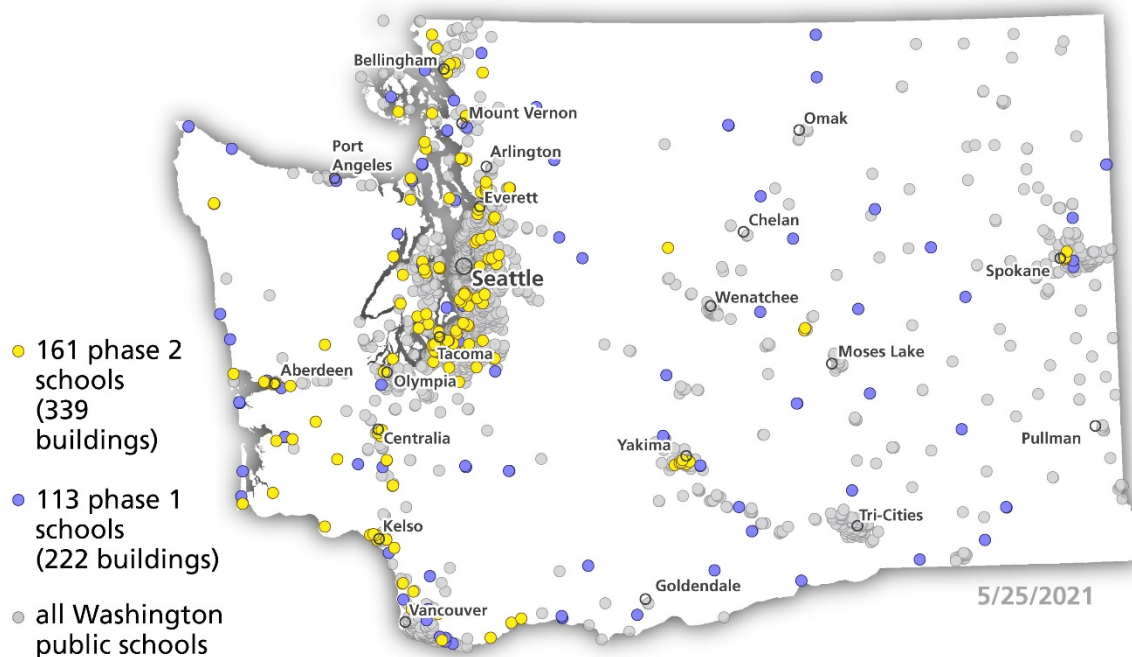 Bellingham
Mount Vernon
Omak
Port
Angeles
Arlington
Everett
Chelan
Seattle
Spokane
Wenatchee
161 phase 2
schools
(339
buildings)
Tacoma
Moses Lake
Aberdeen
Olympia
Centralia
Yakima
Pullman
113 phase 1
schools
(222 buildings)
Kelso
Tri-Cities
Goldendale
5/25/2021
Vancouver
all Washington
public schools